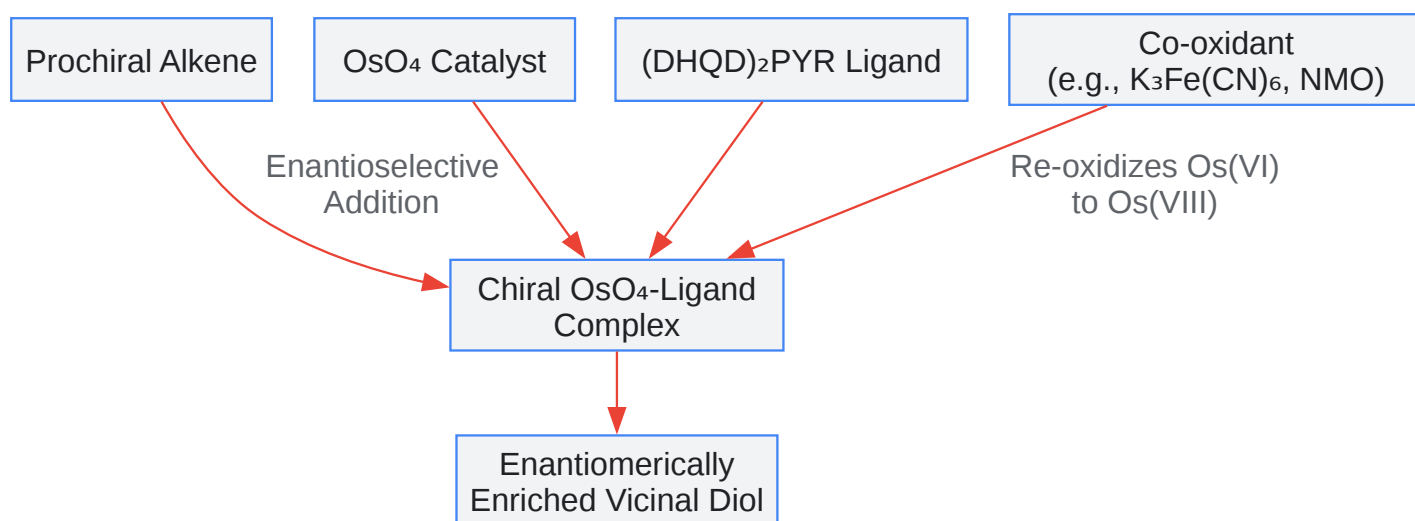 Prochiral Alkene
OsO₄ Catalyst
(DHQD)₂PYR Ligand
Co-oxidant
(e.g., K₃Fe(CN)₆, NMO)
Enantioselective
Addition
Re-oxidizes Os(VI)
to Os(VIII)
Chiral OsO₄-Ligand
Complex
Enantiomerically
Enriched Vicinal Diol